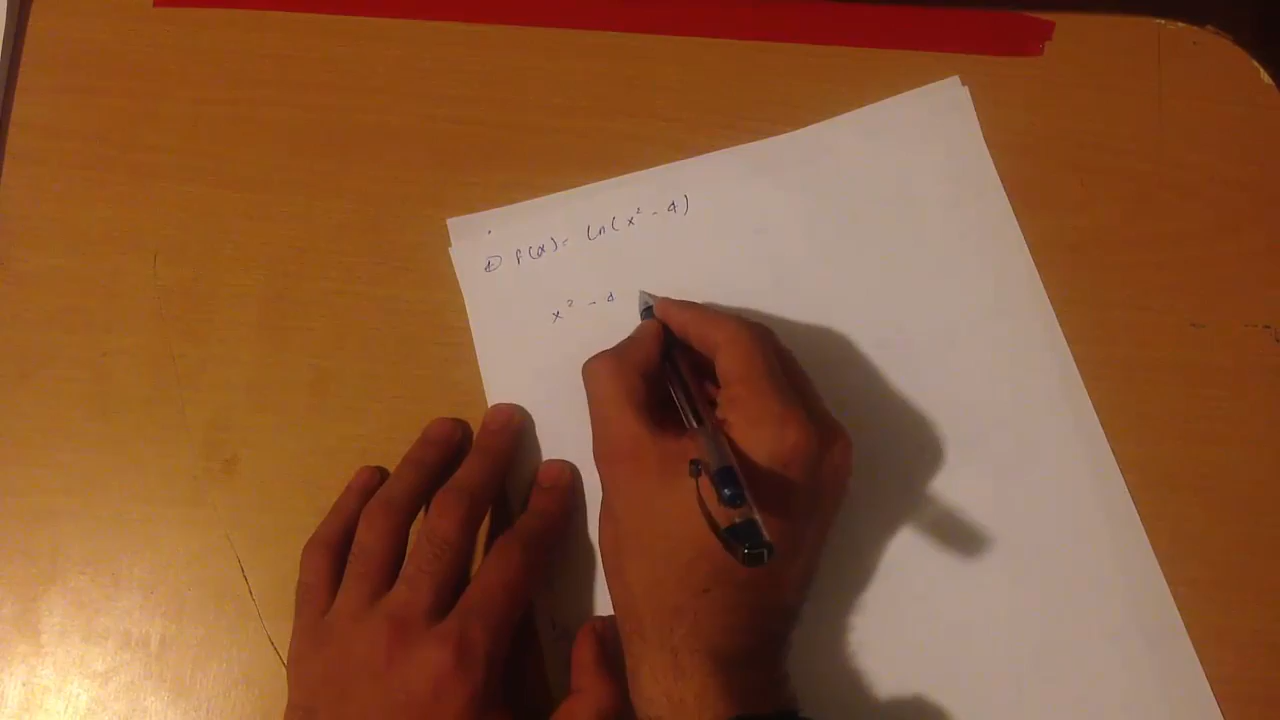 ① f(x) = ln(x² - 4)
x² - 4